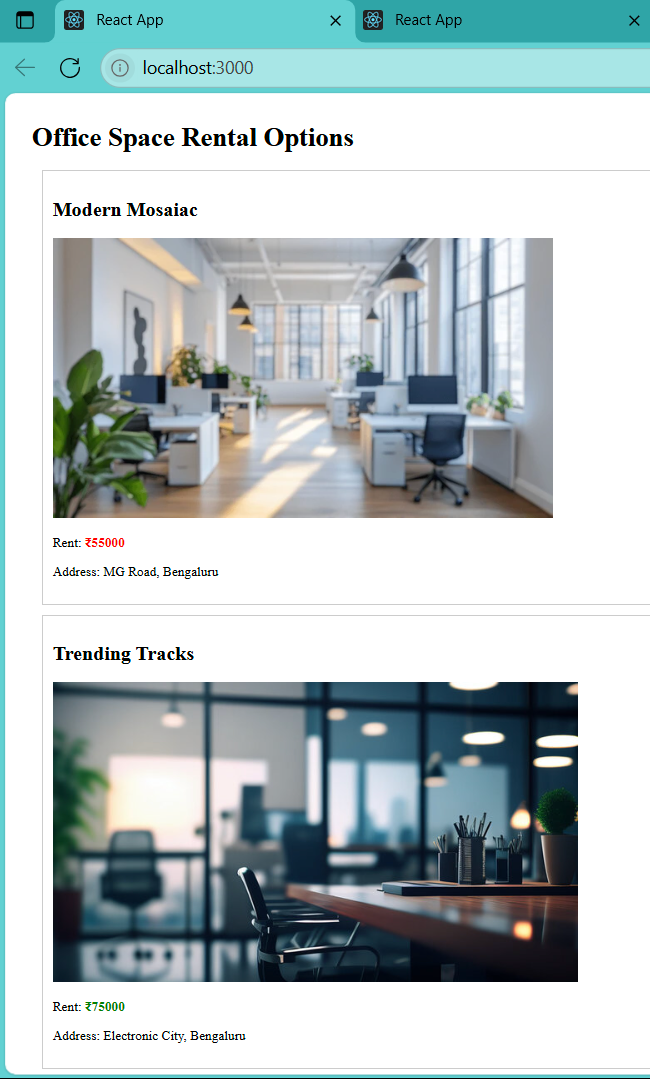 React App
React App
localhost:3000
Office Space Rental Options
Modern Mosaiac
Rent: ₹55000
Address: MG Road, Bengaluru
Trending Tracks
Rent: ₹75000
Address: Electronic City, Bengaluru